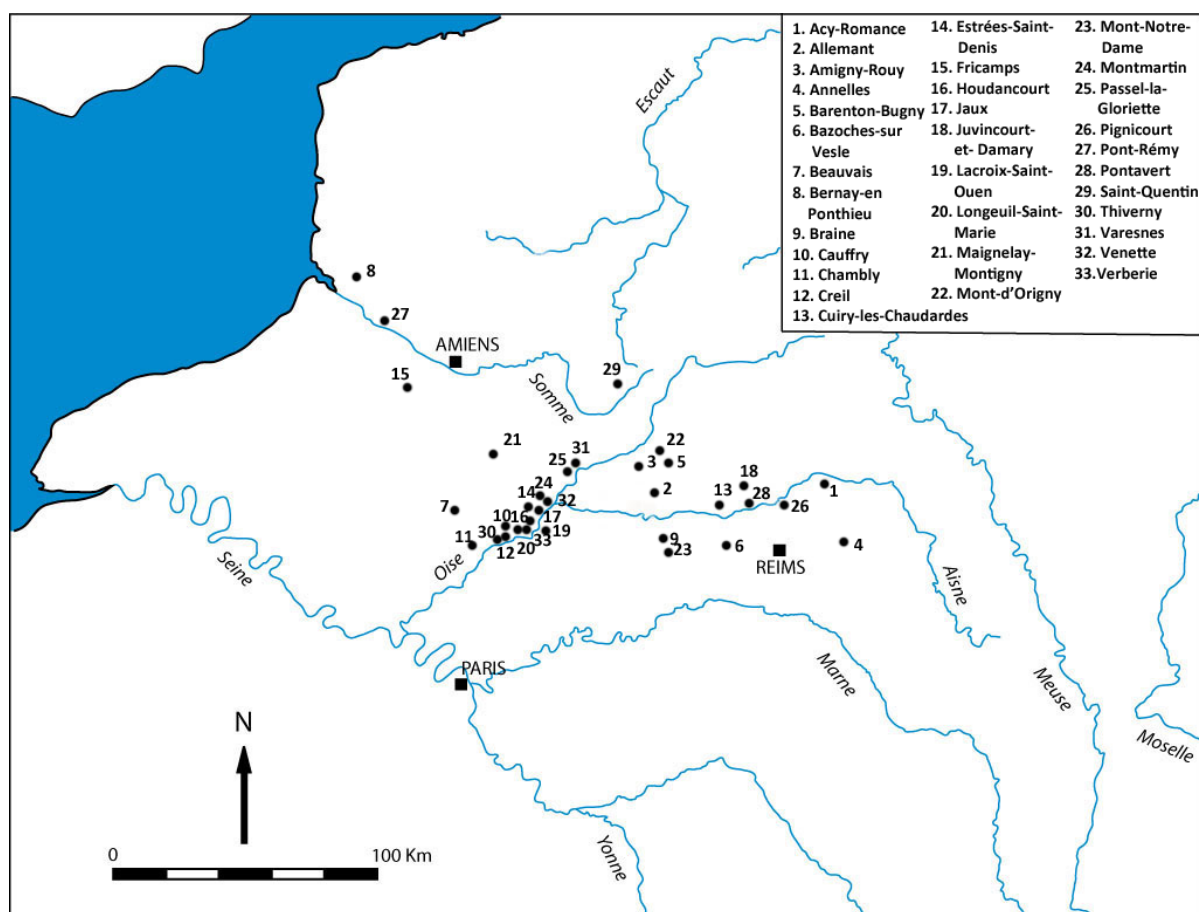 1. Acy-Romance
2. Allemant
3. Amigny-Rouy
4. Annelles
5. Barenton-Bugny
6. Bazoches-sur
Vesle
7. Beauvais
8. Bernay-en
Ponthieu
9. Braine
10. Cauffry
11. Chambly
12. Creil
13. Cuiry-les-Chaudardes
14. Estrées-Saint-
Denis
15. Fricamps
16. Houdancourt
17. Jaux
18. Juvincourt-
et- Damary
19. Lacroix-Saint-
Ouen
20. Longeuil-Saint-
Marie
21. Maignelay-
Montigny
22. Mont-d'Origny
23. Mont-Notre-
Dame
24. Montmartin
25. Passel-la-
Gloriette
26. Pignicourt
27. Pont-Rémy
28. Pontavert
29. Saint-Quentin
30. Thiverny
31. Varesnes
32. Venette
33.Verberie
Escaut
8
27
AMIENS
15
29
Somme
21
22
31
25
3
5
24
18
1
2
14
32
13
28
26
7
10
16
17
30
19
11
12
20
33
9
23
6
4
Oise
REIMS
Seine
Aisne
PARIS
Marne
Meuse
Moselle
N
Yonne
0
100 Km